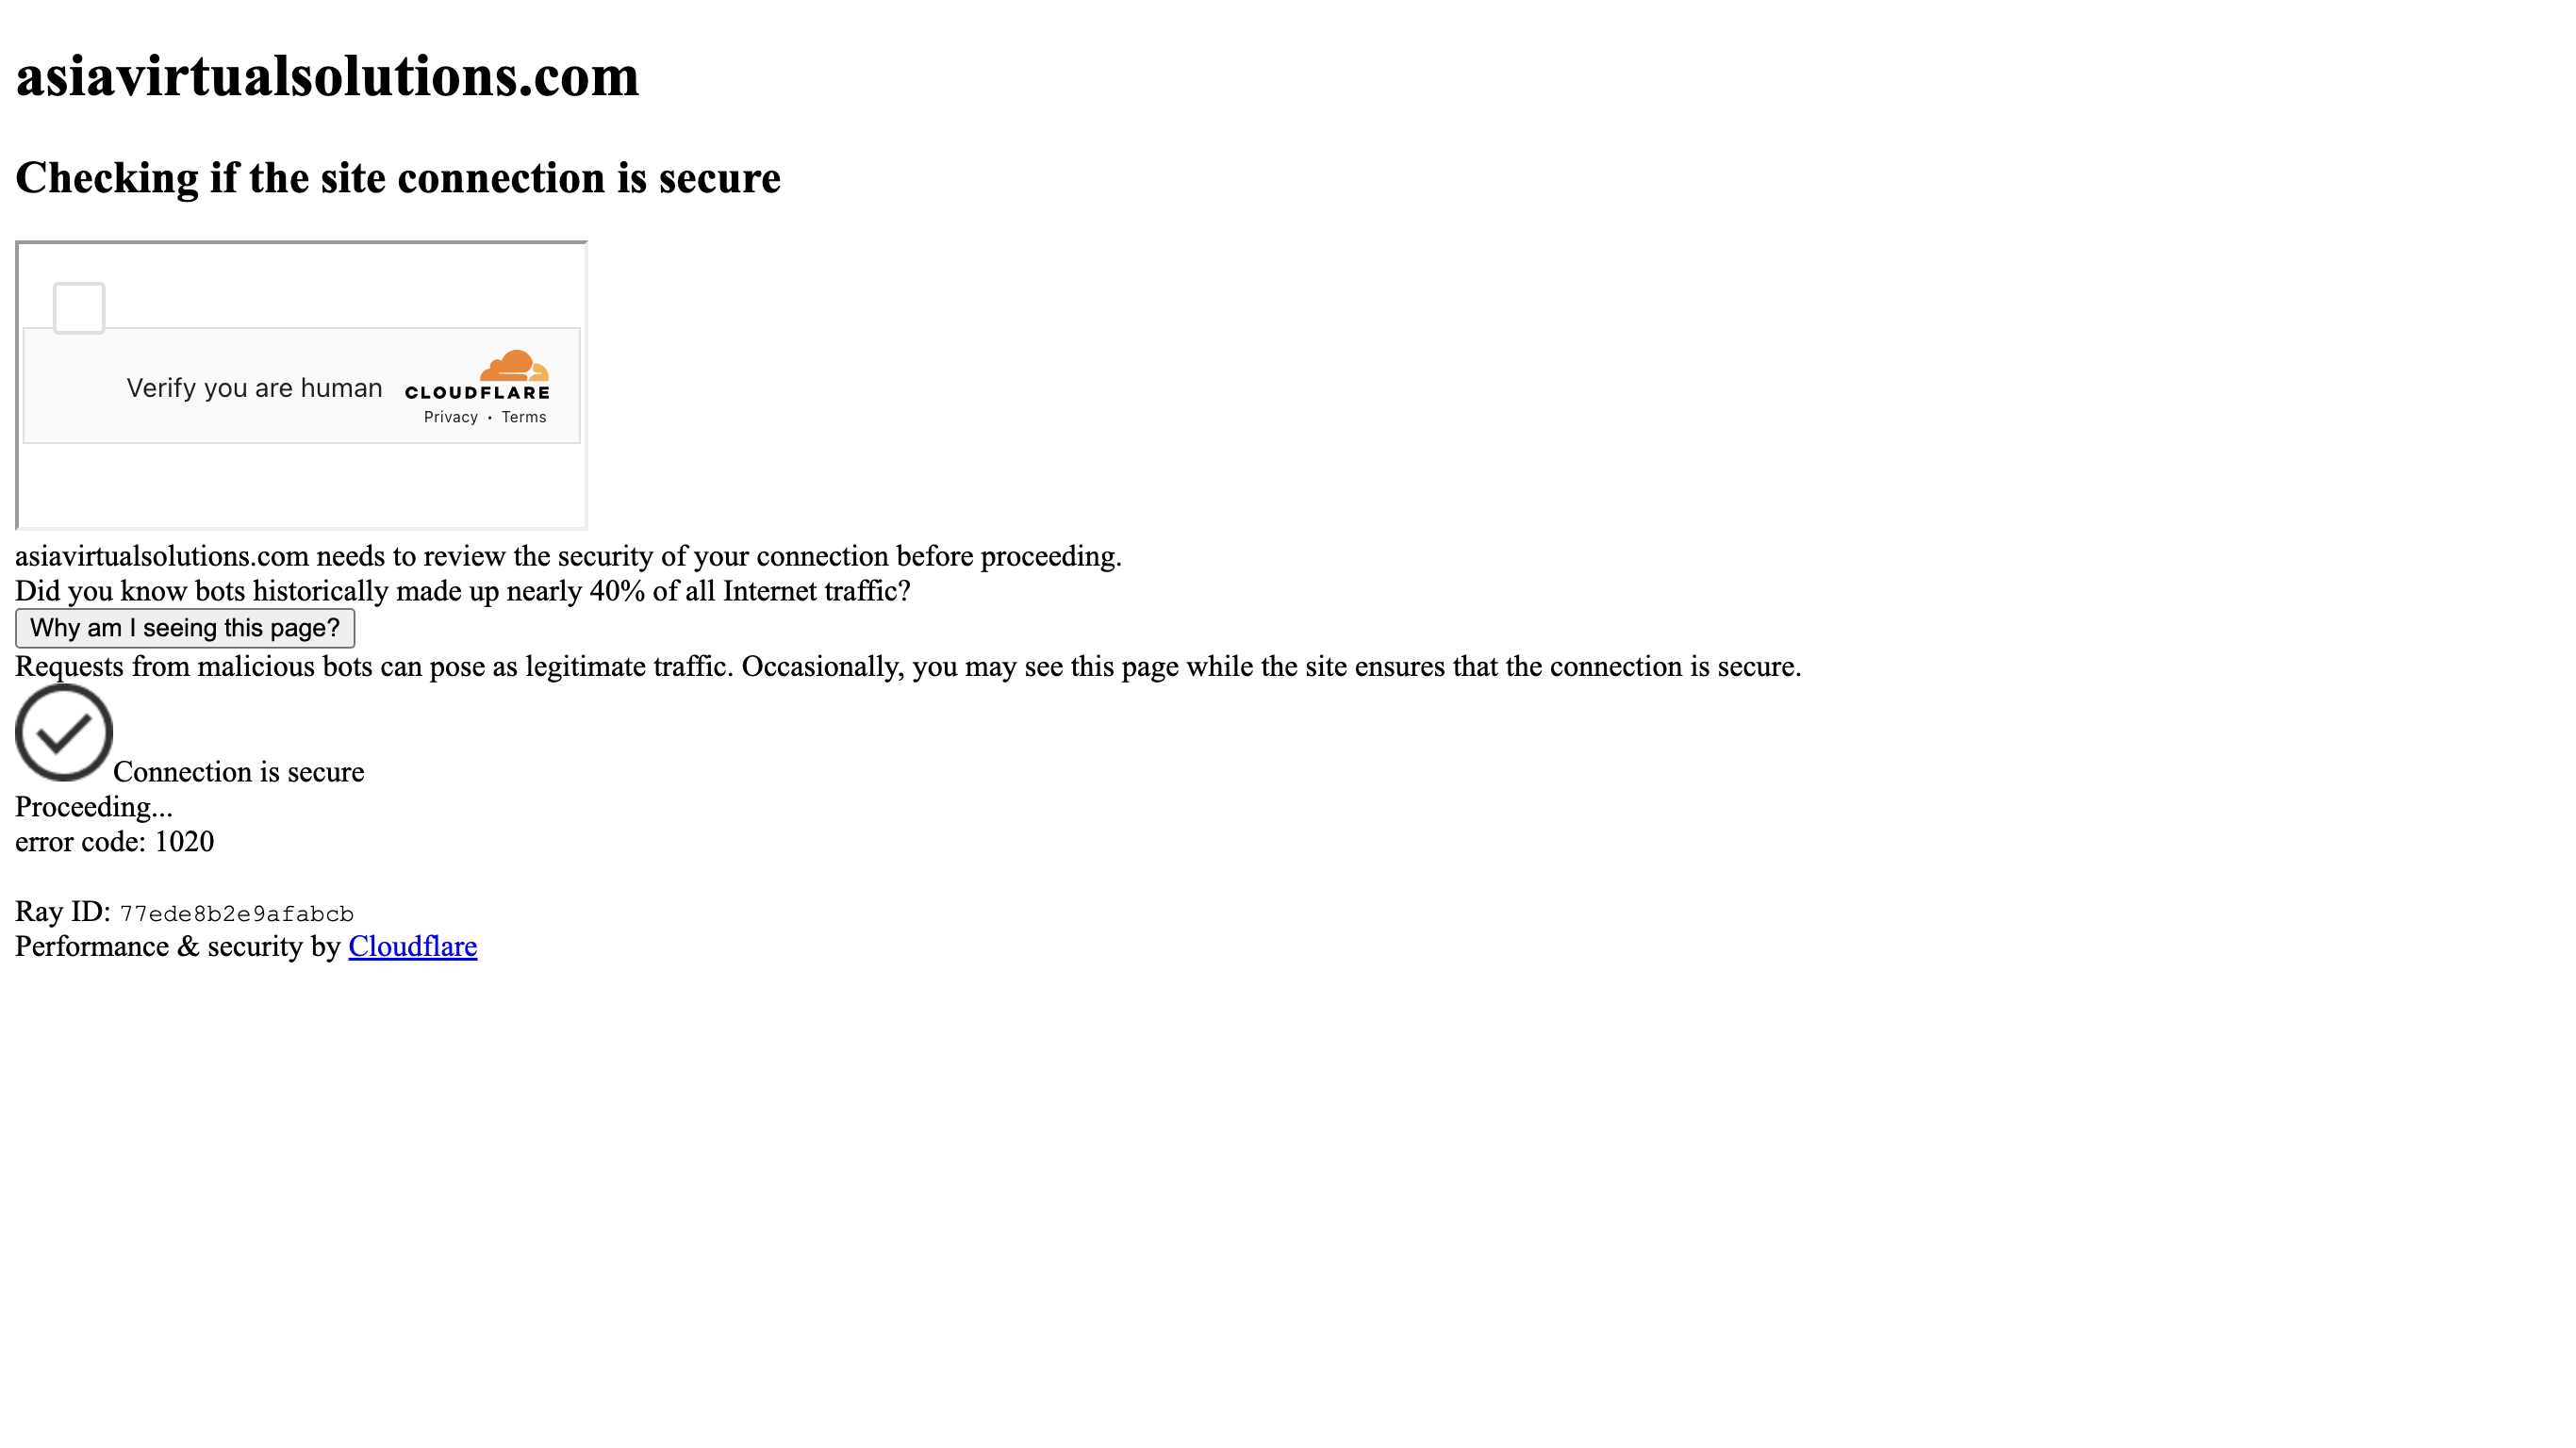 asiavirtualsolutions.com
Checking if the site connection is secure
Verify you are human
CLOUDFLARE
Privacy • Terms
asiavirtualsolutions.com needs to review the security of your connection before proceeding.
Did you know bots historically made up nearly 40% of all Internet traffic?
Why am I seeing this page?
Requests from malicious bots can pose as legitimate traffic. Occasionally, you may see this page while the site ensures that the connection is secure.
Connection is secure
Proceeding...
error code: 1020
Ray ID: 77ede8b2e9afabcb
Performance & security by Cloudflare